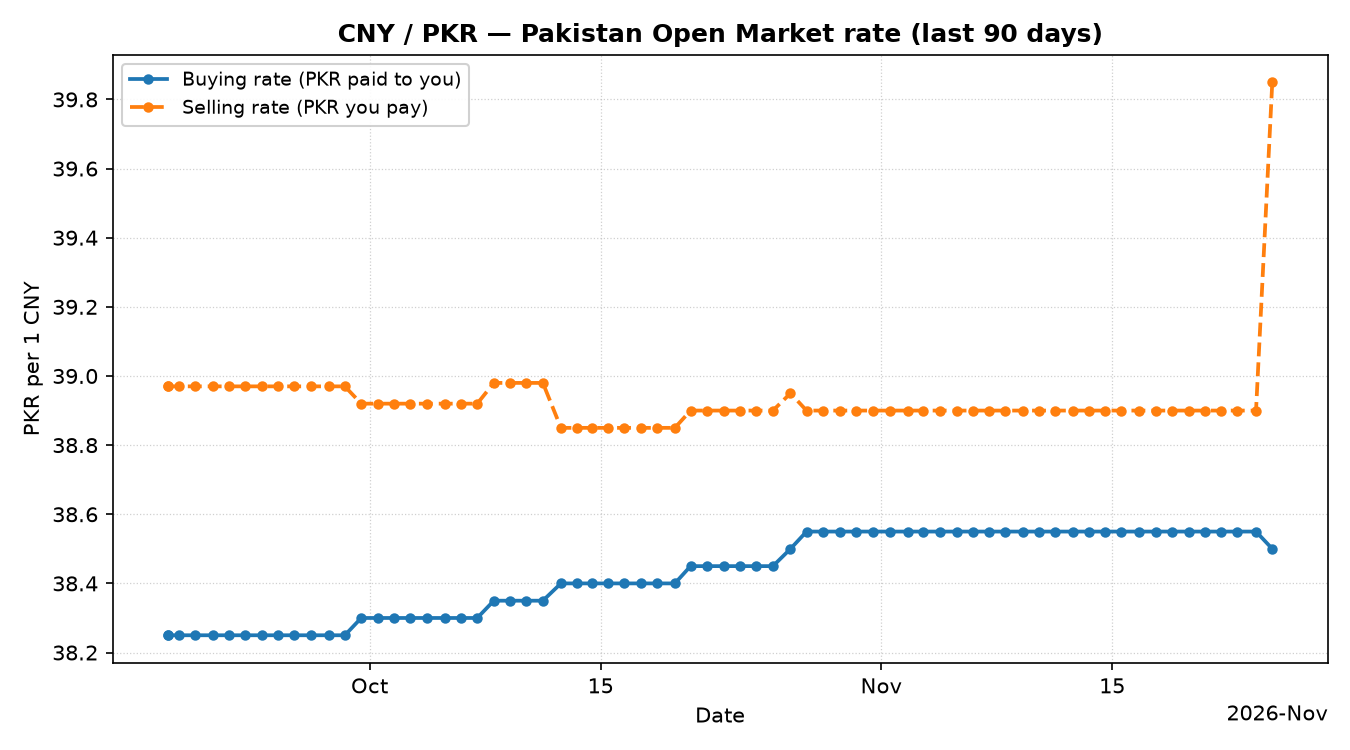 CNY / PKR — Pakistan Open Market rate (last 90 days)
Buying rate (PKR paid to you)
Selling rate (PKR you pay)
PKR per 1 CNY
39.8
39.6
39.4
39.2
39.0
38.8
38.6
38.4
38.2
Oct
15
Nov
15
Date
2026-Nov